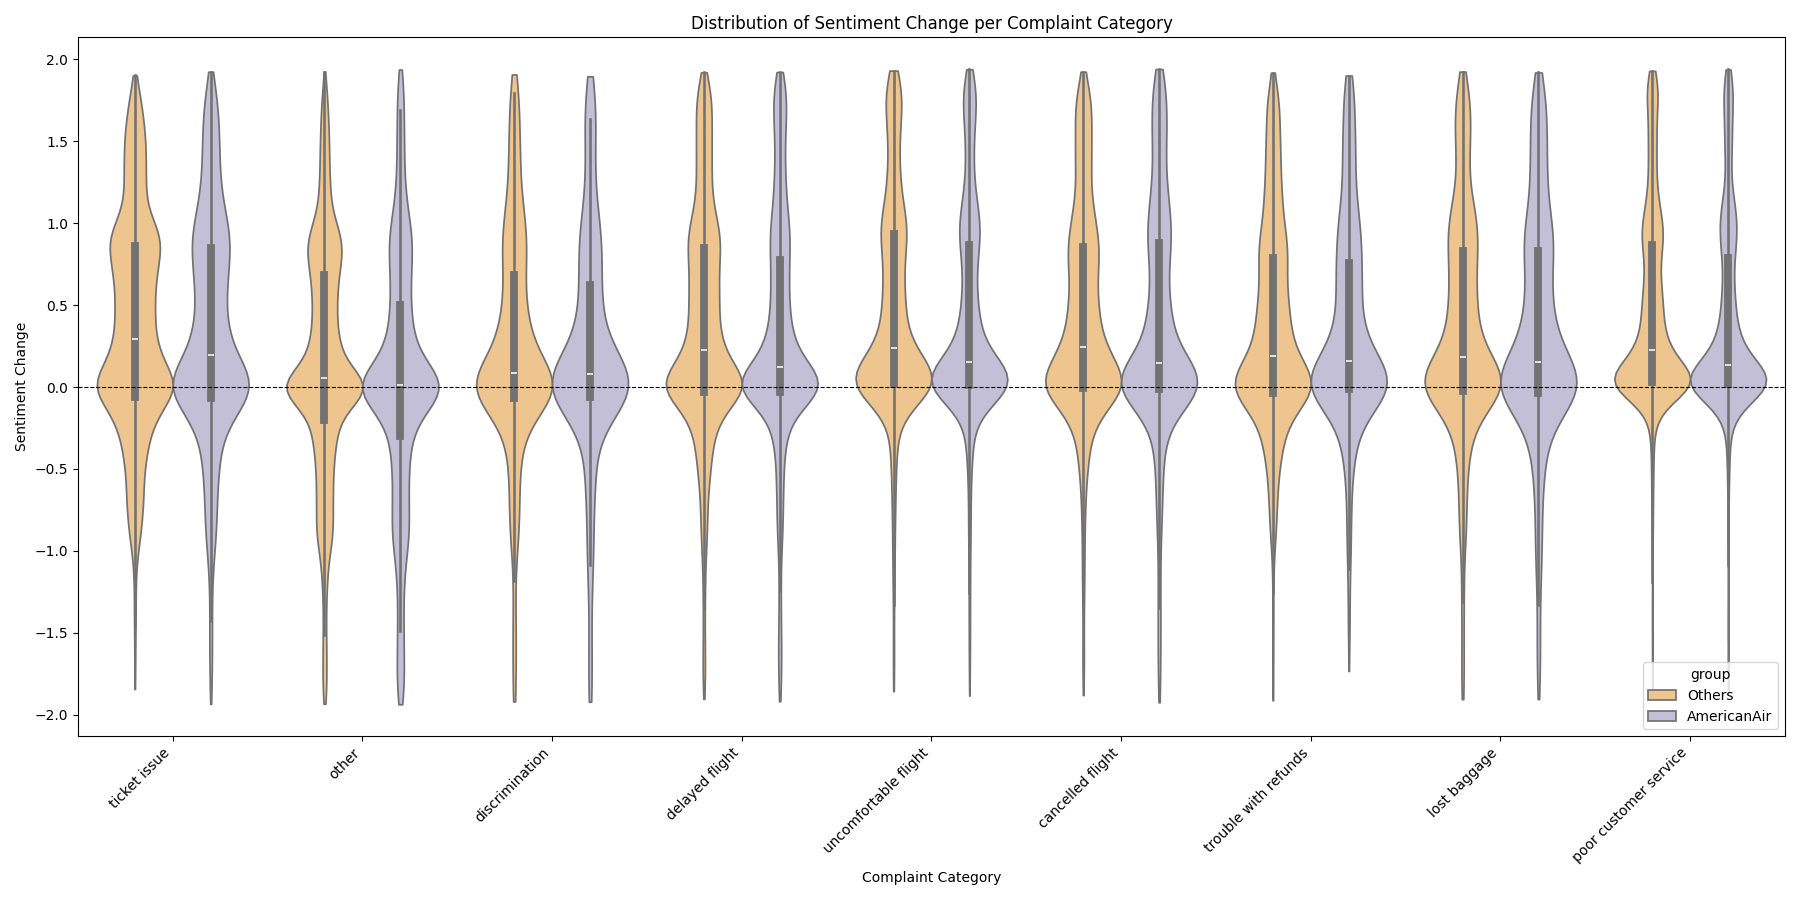 Distribution of Sentiment Change per Complaint Category
Sentiment Change
2.0
1.5
1.0
0.5
0.0
−0.5
−1.0
−1.5
−2.0
ticket issue
other
discrimination
delayed flight
uncomfortable flight
cancelled flight
trouble with refunds
lost baggage
poor customer service
Complaint Category
group
Others
AmericanAir